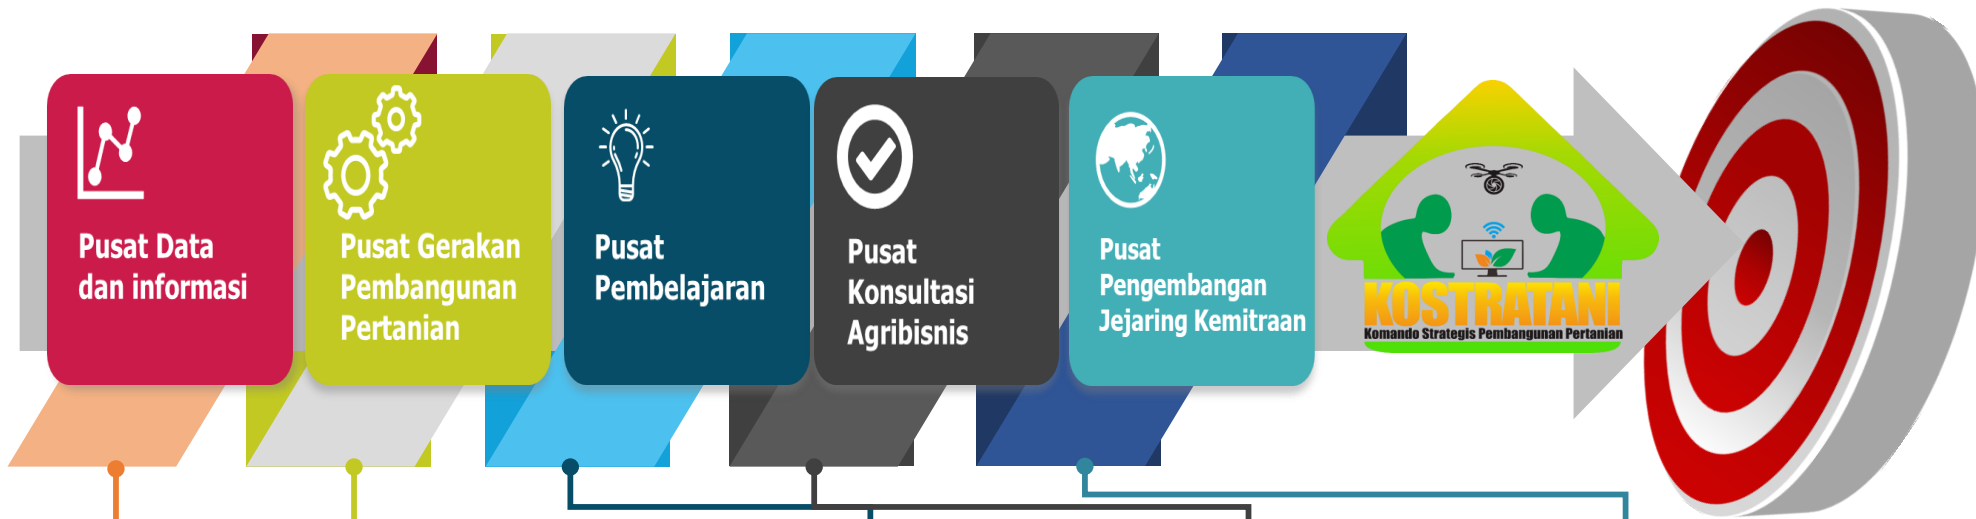 Pusat Data
dan informasi
Pusat Gerakan
Pembangunan
Pertanian
Pusat
Pembelajaran
Pusat
Konsultasi
Agribisnis
Pusat
Pengembangan
Jejaring Kemitraan
KOSTRATANI
Komando Strategis Pembangunan Pertanian